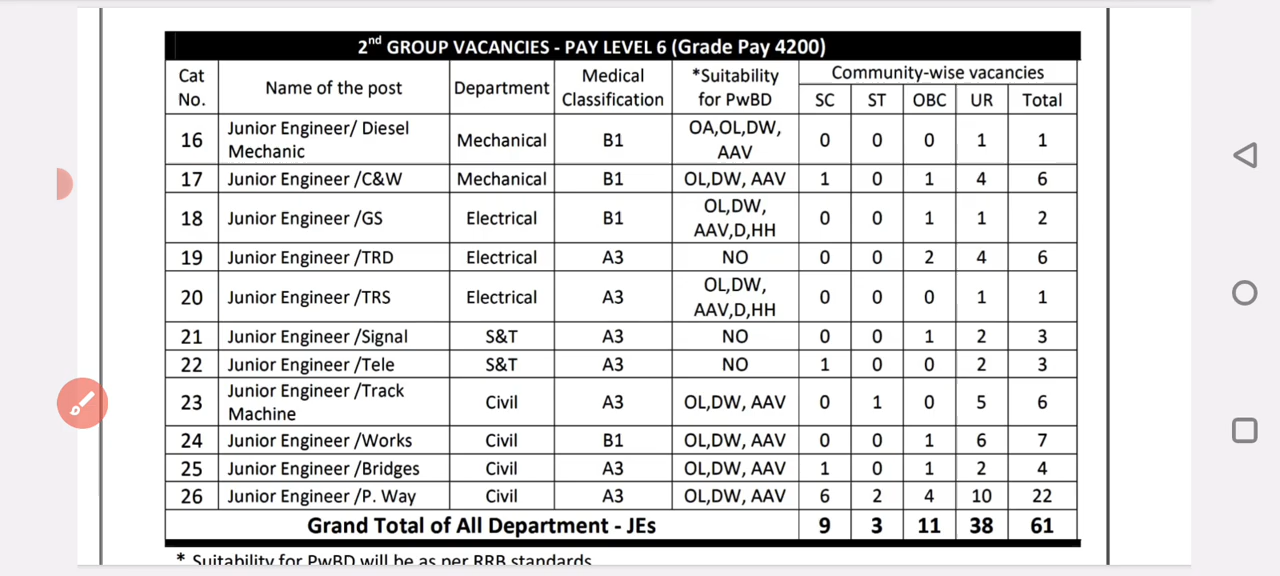 2nd GROUP VACANCIES - PAY LEVEL 6 (Grade Pay 4200)
Cat No. Name of the post Department Medical Classification *Suitability for PwBD Community-wise vacancies
SC ST OBC UR Total
16 Junior Engineer/ Diesel Mechanic Mechanical B1 OA,OL,DW, AAV 0 0 0 1 1
17 Junior Engineer /C&W Mechanical B1 OL,DW, AAV 1 0 1 4 6
18 Junior Engineer /GS Electrical B1 OL,DW, AAV,D,HH 0 0 1 1 2
19 Junior Engineer /TRD Electrical A3 NO 0 0 2 4 6
20 Junior Engineer /TRS Electrical A3 OL,DW, AAV,D,HH 0 0 0 1 1
21 Junior Engineer /Signal S&T A3 NO 0 0 1 2 3
22 Junior Engineer /Tele S&T A3 NO 1 0 0 2 3
23 Junior Engineer /Track Machine Civil A3 OL,DW, AAV 0 1 0 5 6
24 Junior Engineer /Works Civil B1 OL,DW, AAV 0 0 1 6 7
25 Junior Engineer /Bridges Civil A3 OL,DW, AAV 1 0 1 2 4
26 Junior Engineer /P. Way Civil A3 OL,DW, AAV 6 2 4 10 22
Grand Total of All Department - JEs 9 3 11 38 61
* Suitability for PwBD will be as per RRB standards